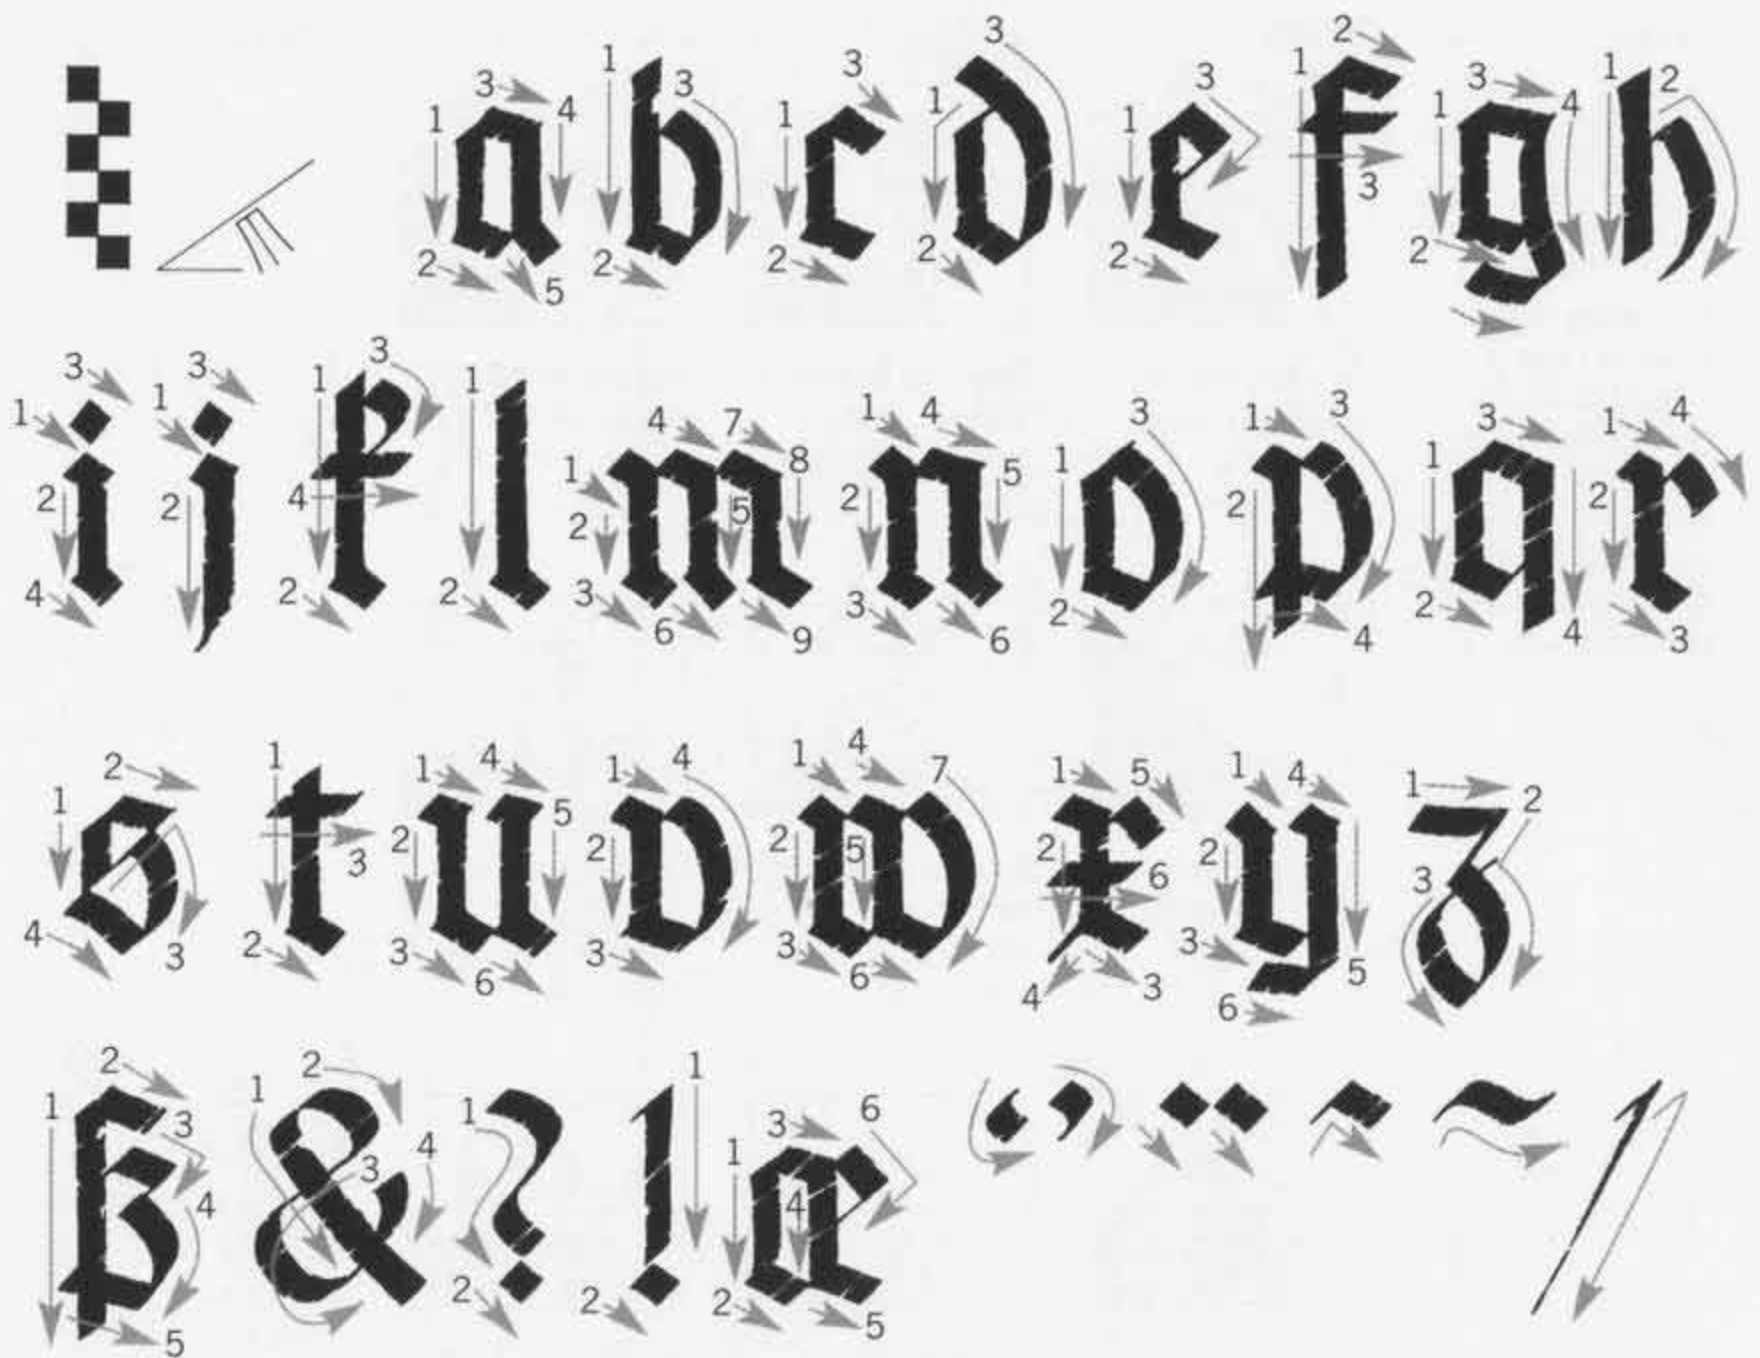 a b c d e f g h
i j k l m n o p q r
s t u v w x y z
ß & ? ! æ ‘ ’ ¨ ^ ~ /